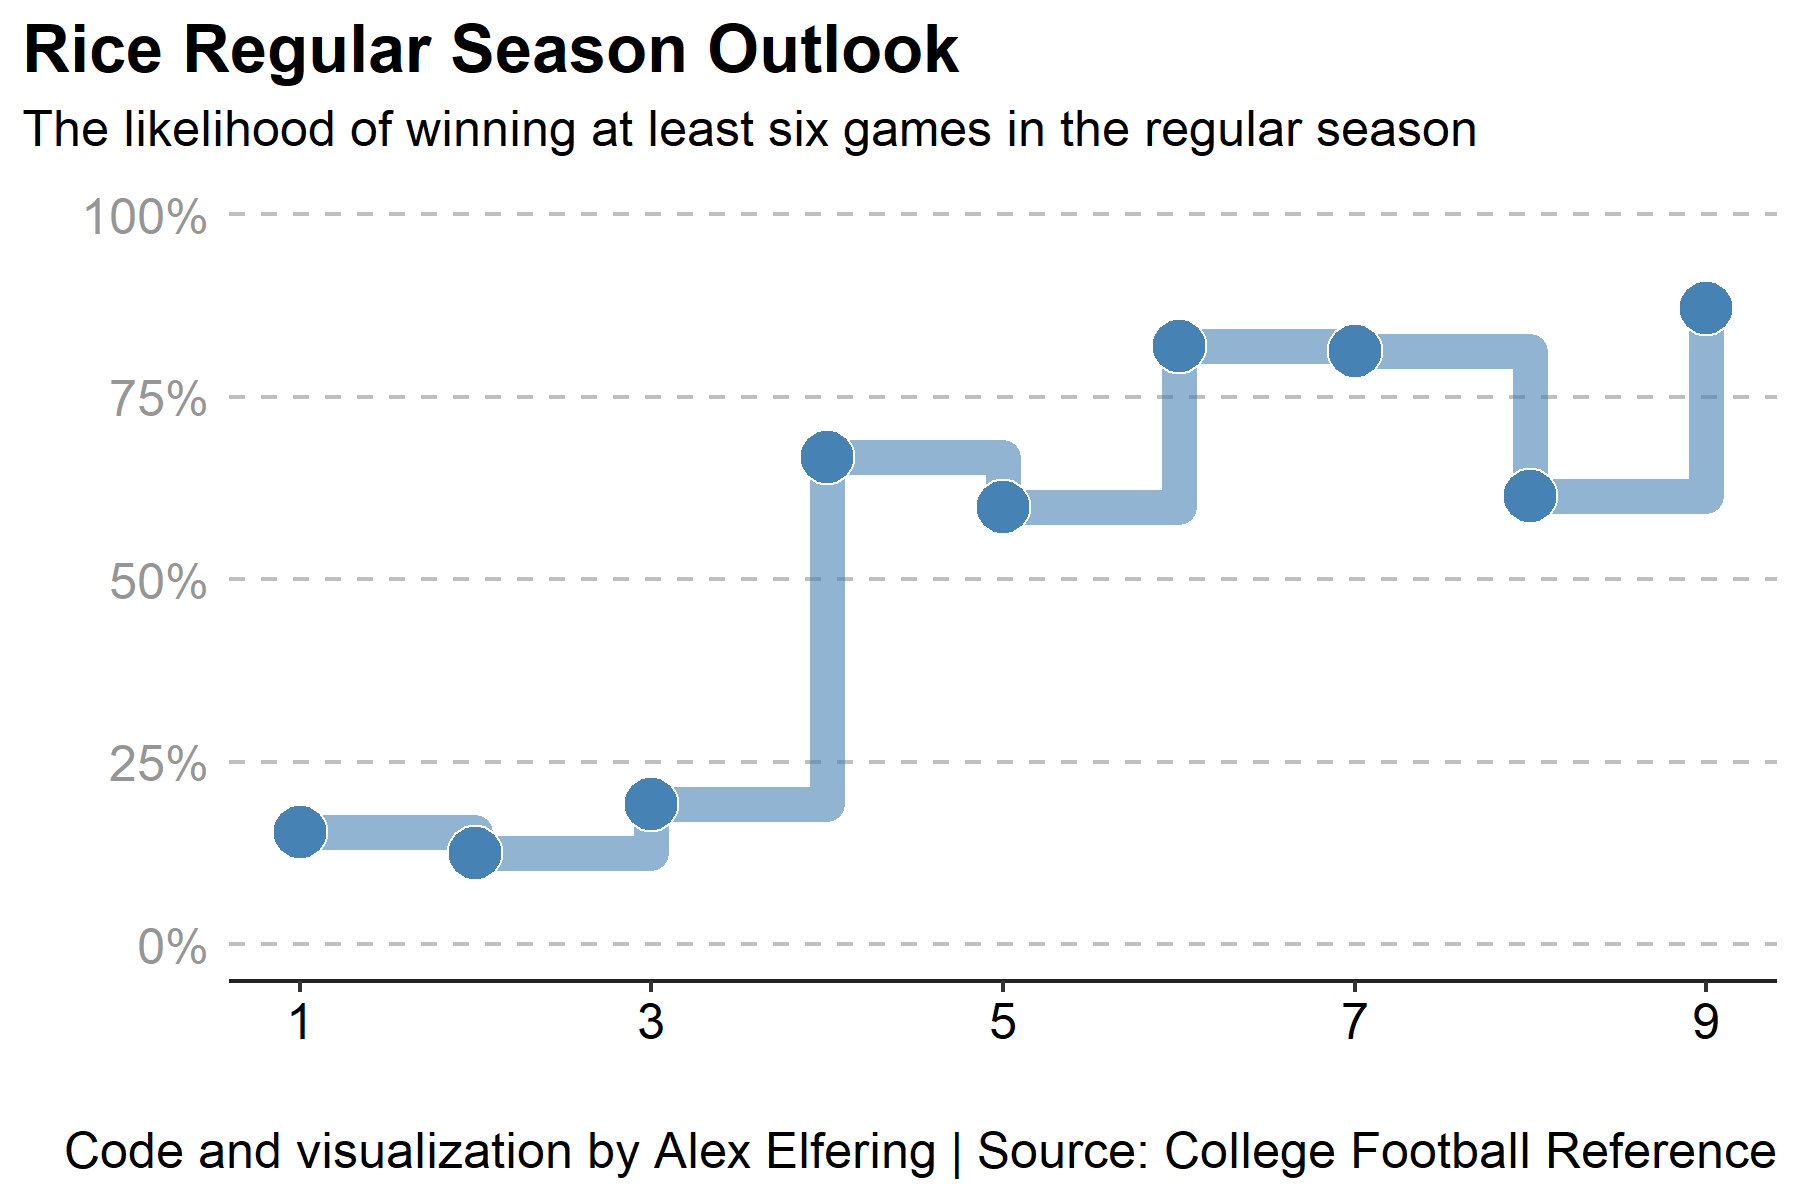 Rice Regular Season Outlook
The likelihood of winning at least six games in the regular season
100%
75%
50%
25%
0%
1 3 5 7 9
Code and visualization by Alex Elfering | Source: College Football Reference